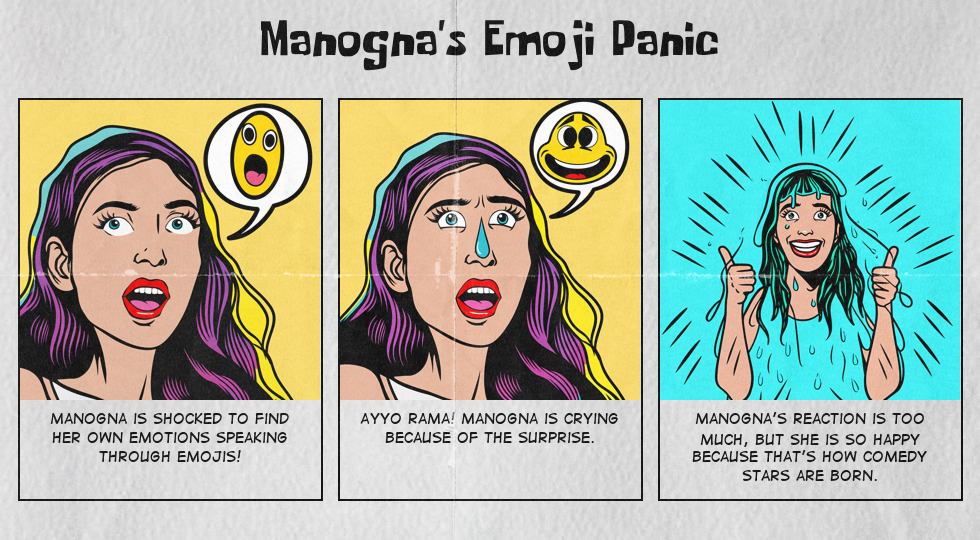 Manogna's Emoji Panic
MANOGNA IS SHOCKED TO FIND
HER OWN EMOTIONS SPEAKING
THROUGH EMOJIS!
AYYO RAMA! MANOGNA IS CRYING
BECAUSE OF THE SURPRISE.
MANOGNA'S REACTION IS TOO
MUCH, BUT SHE IS SO HAPPY
BECAUSE THAT'S HOW COMEDY
STARS ARE BORN.